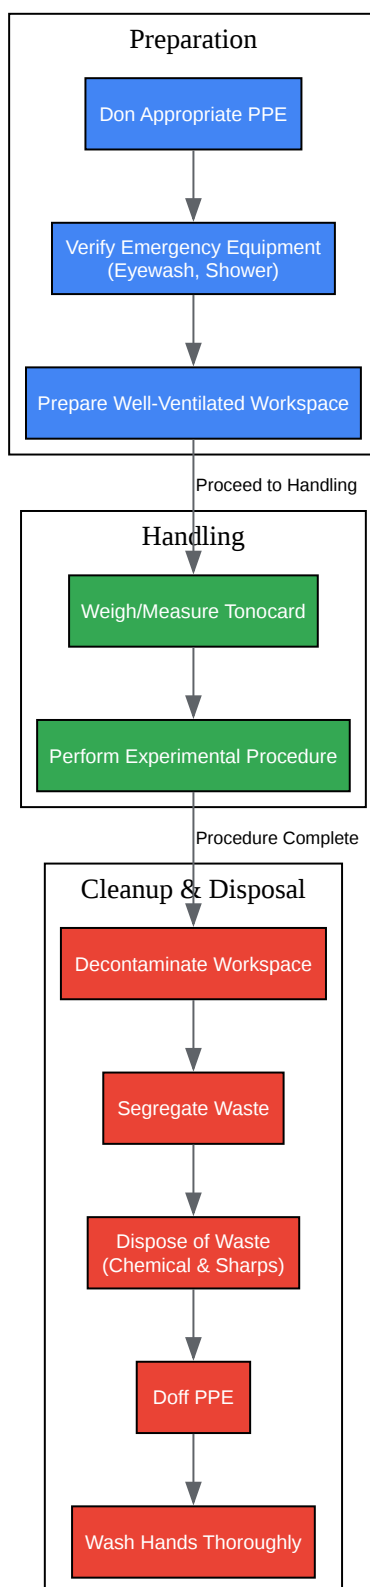 Preparation
Don Appropriate PPE
Verify Emergency Equipment
(Eyewash, Shower)
Prepare Well-Ventilated Workspace
Proceed to Handling
Handling
Weigh/Measure Tonocard
Perform Experimental Procedure
Procedure Complete
Cleanup & Disposal
Decontaminate Workspace
Segregate Waste
Dispose of Waste
(Chemical & Sharps)
Doff PPE
Wash Hands Thoroughly